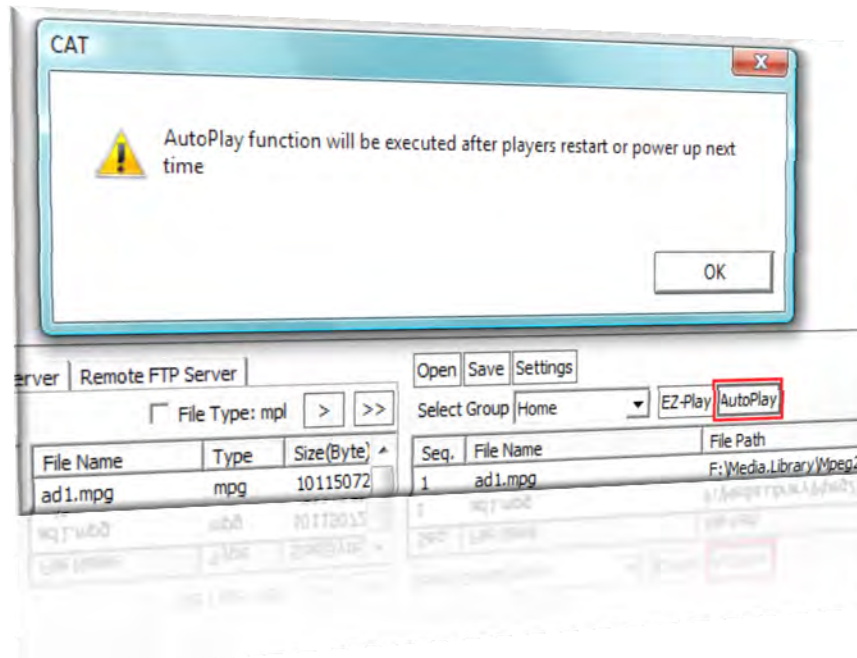 CAT
X
AutoPlay function will be executed after players restart or power up next
time
OK
erver Remote FTP Server
File Type: mpl > >>
File Name Type Size(Byte)
ad1.mpg mpg 10115072
Open Save Settings
Select Group Home EZ-Play AutoPlay
Seq. File Name File Path
1 ad1.mpg F:\Media.Library\Mpeg2